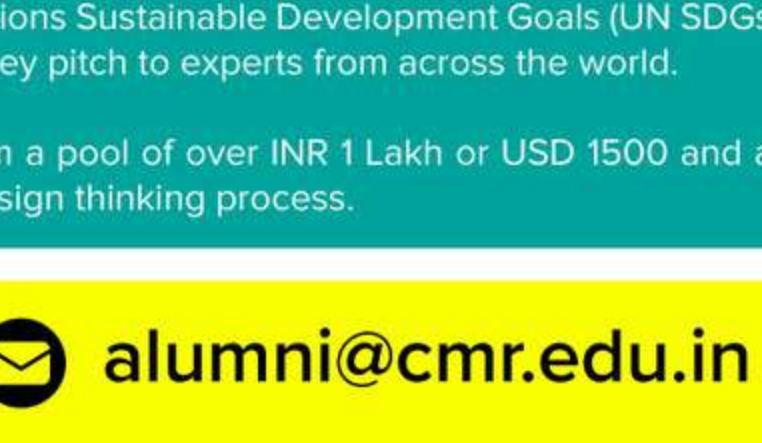 ions Sustainable Development Goals (UN SDGs
ey pitch to experts from across the world.
a pool of over INR 1 Lakh or USD 1500 and a
sign thinking process.
alumni@cmr.edu.in